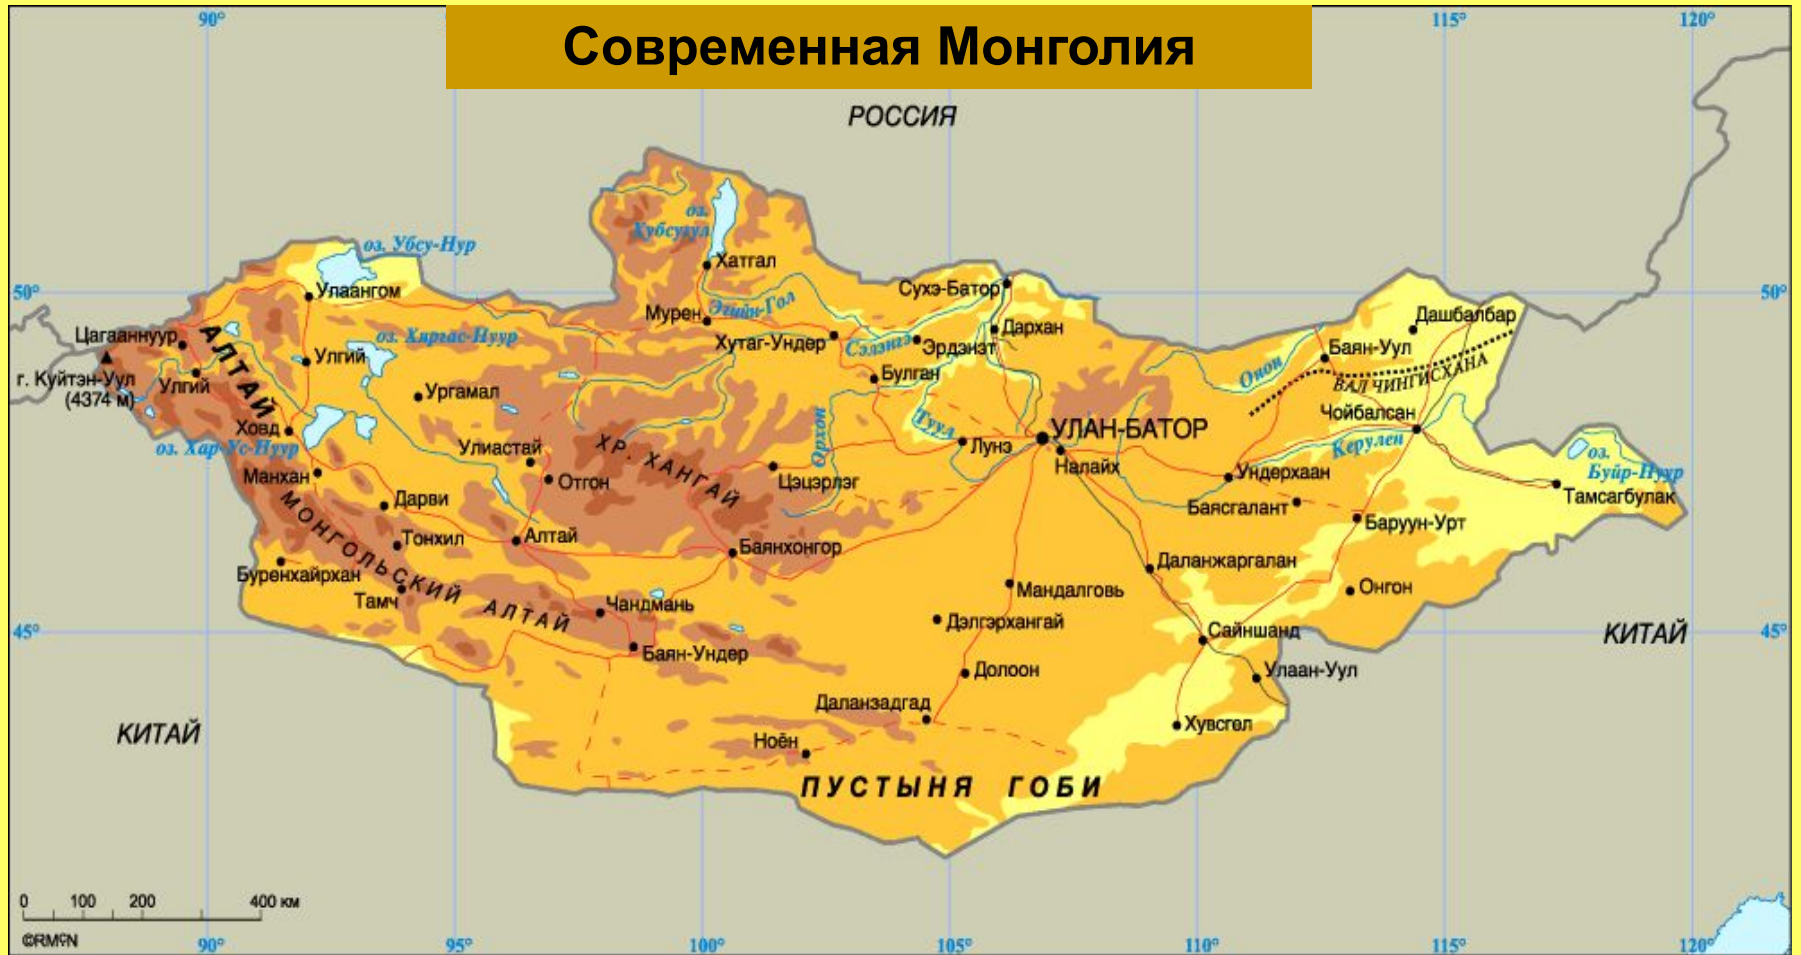 90°
115°
120°
Современная Монголия
РОССИЯ
оз. Убсу-Нур
оз.
Хубсугул
Хатгал
50°
50°
Улаангом
Сухэ-Батор
Эгийн-Гол
Мурен
Дашбалбар
Цагааннуур
АЛТАЙ
оз. Хяргас-Нуур
Хутаг-Ундер
Сэлэнгэ
Эрдэнэт
Дархан
Баян-Уул
Улгий
г. Куйтэн-Уул
(4374 м)
Улгий
Ургамал
Булган
Онон
ВАЛ ЧИНГИСХАНА
Чойбалсан
Ховд
оз. Хар-Ус-Нуур
Улиастай
ХР. ХАНГАЙ
Орхон
Туул
Лунэ
УЛАН-БАТОР
Налайх
Керулен
оз.
Буйр-Нуур
Манхан
Отгон
Цэцэрлэг
Ундерхаан
Тамсагбулак
Дарви
Баясгалант
Баруун-Урт
МОНГОЛЬСКИЙ АЛТАЙ
Тонхил
Алтай
Баянхонгор
Буренхайрхан
Тамч
Даланжаргалан
Мандалговь
Онгон
Чандмань
Дэлгэрхангай
45°
Сайншанд
КИТАЙ
45°
Баян-Ундер
Долоон
Улаан-Уул
Даланзадгад
КИТАЙ
Хувсгел
Ноён
ПУСТЫНЯ ГОБИ
0 100 200 400 км
©RMCN
90°
95°
100°
105°
110°
115°
120°